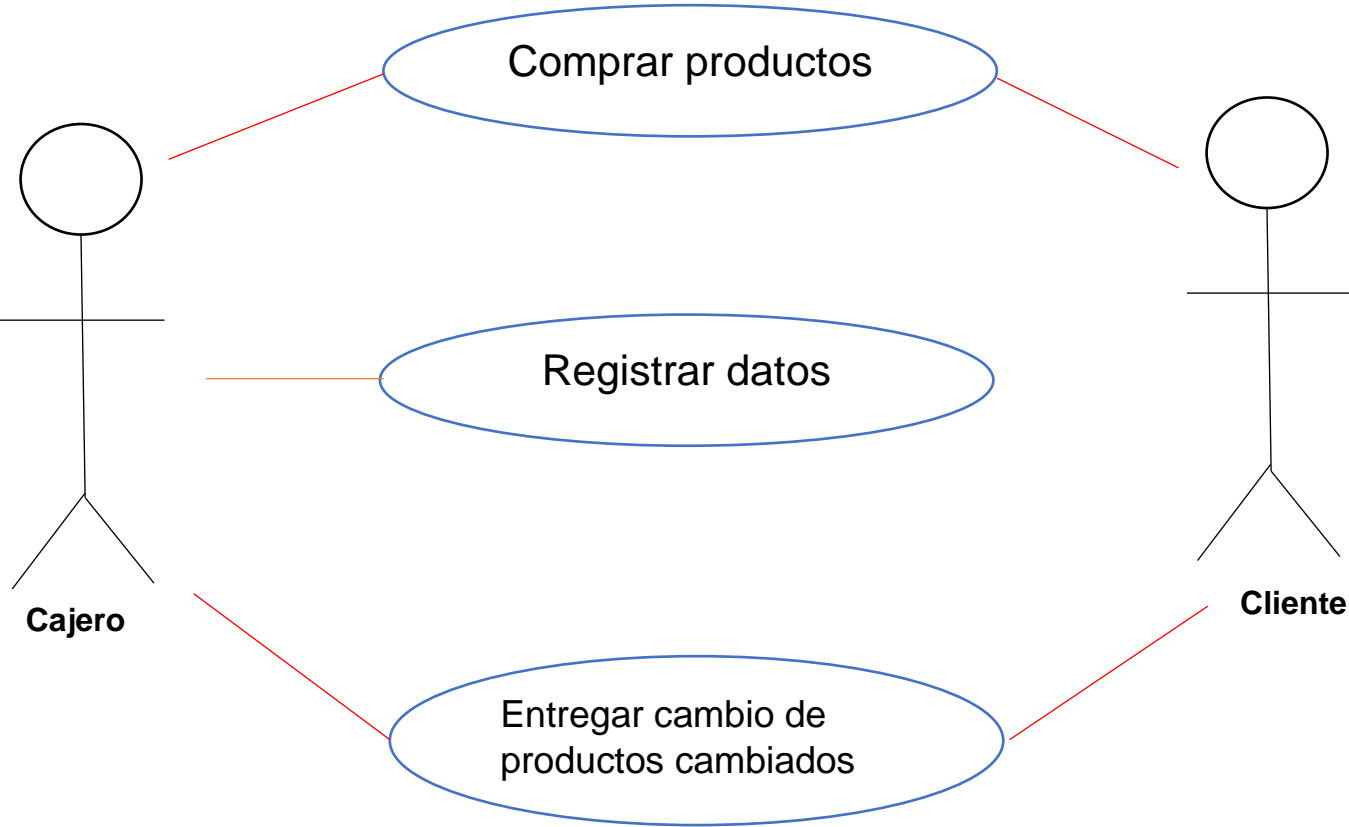 Comprar productos
Registrar datos
Cajero
Cliente
Entregar cambio de
productos cambiados